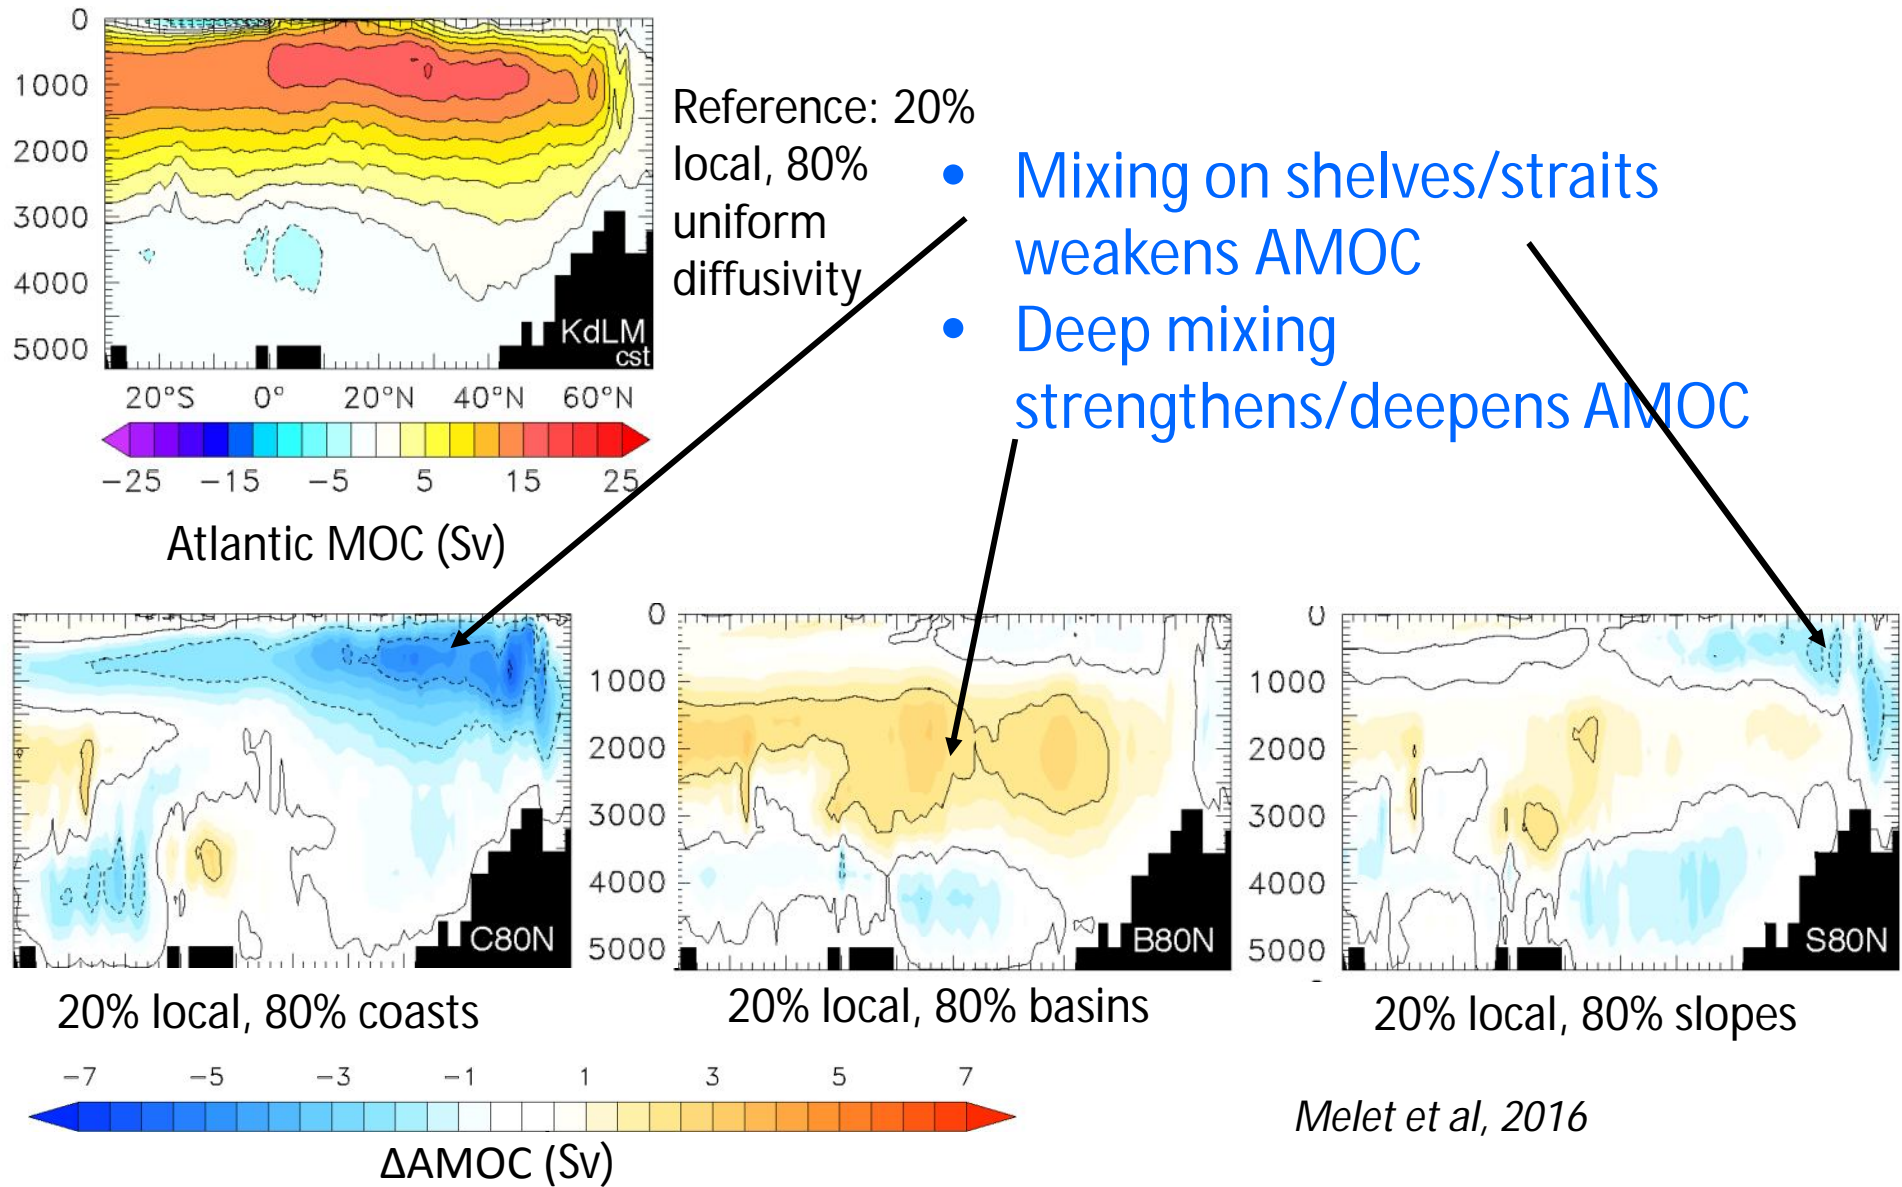 0
1000
2000
3000
4000
5000
KdLM
cst
20°S 0° 20°N 40°N 60°N
−25 −15 −5 5 15 25
Atlantic MOC (Sv)
Reference: 20%
local, 80%
uniform
diffusivity
• Mixing on shelves/straits
weakens AMOC
• Deep mixing
strengthens/deepens AMOC
C80N
20% local, 80% coasts
0
1000
2000
3000
4000
5000
B80N
20% local, 80% basins
0
1000
2000
3000
4000
5000
S80N
20% local, 80% slopes
−7 −5 −3 −1 1 3 5 7
ΔAMOC (Sv)
Melet et al, 2016